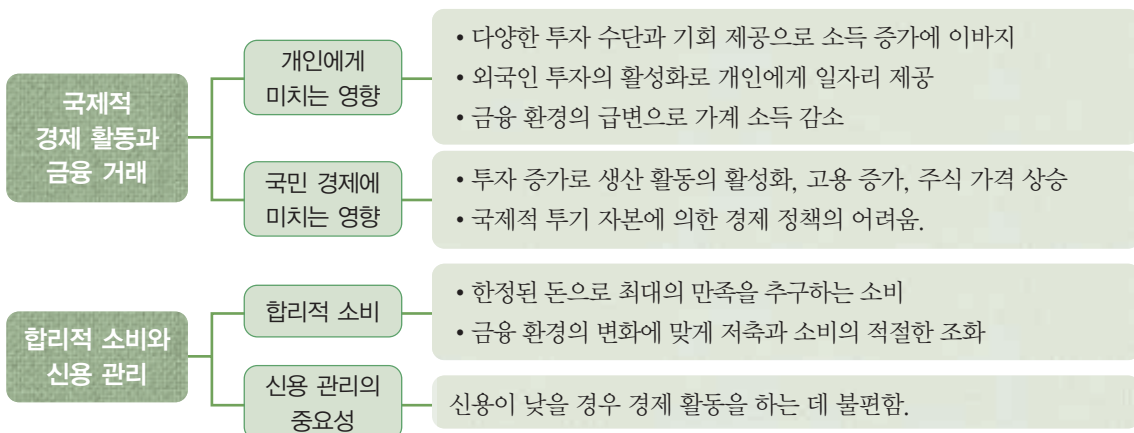 국제적
경제 활동과
금융 거래
개인에게
미치는 영향
• 다양한 투자 수단과 기회 제공으로 소득 증가에 이바지
• 외국인 투자의 활성화로 개인에게 일자리 제공
• 금융 환경의 급변으로 가계 소득 감소
국민 경제에
미치는 영향
• 투자 증가로 생산 활동의 활성화, 고용 증가, 주식 가격 상승
• 국제적 투기 자본에 의한 경제 정책의 어려움.
합리적 소비와
신용 관리
합리적 소비
• 한정된 돈으로 최대의 만족을 추구하는 소비
• 금융 환경의 변화에 맞게 저축과 소비의 적절한 조화
신용 관리의
중요성
신용이 낮을 경우 경제 활동을 하는 데 불편함.